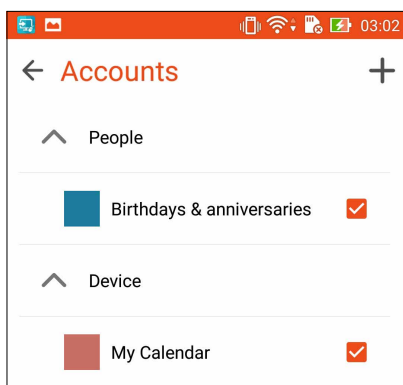 03:02
Accounts
People
Birthdays & anniversaries
Device
My Calendar